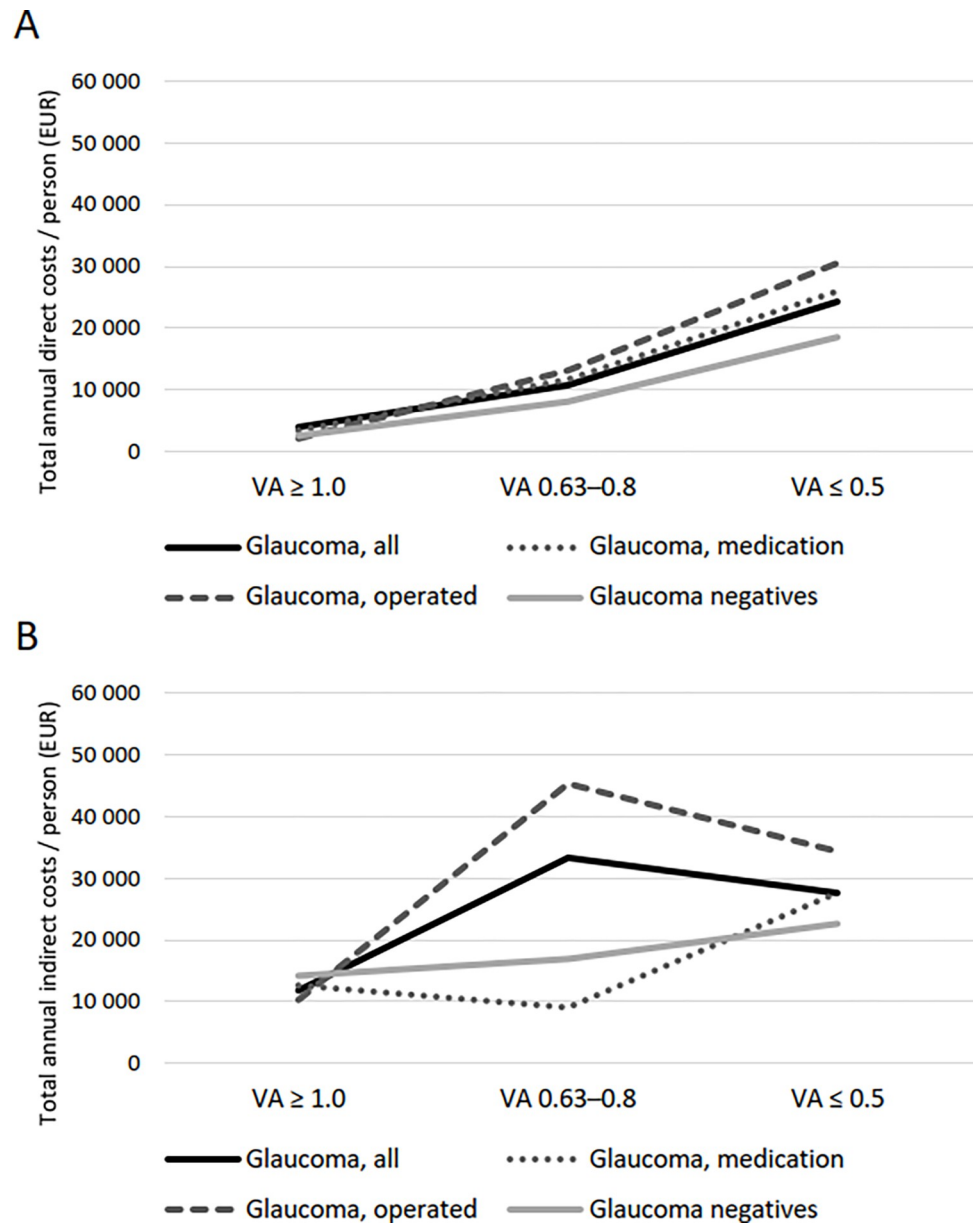 A
Total annual direct costs / person (EUR)
60 000
50 000
40 000
30 000
20 000
10 000
0
VA ≥ 1.0 VA 0.63–0.8 VA ≤ 0.5
Glaucoma, all Glaucoma, medication
Glaucoma, operated Glaucoma negatives
B
Total annual indirect costs / person (EUR)
60 000
50 000
40 000
30 000
20 000
10 000
0
VA ≥ 1.0 VA 0.63–0.8 VA ≤ 0.5
Glaucoma, all Glaucoma, medication
Glaucoma, operated Glaucoma negatives